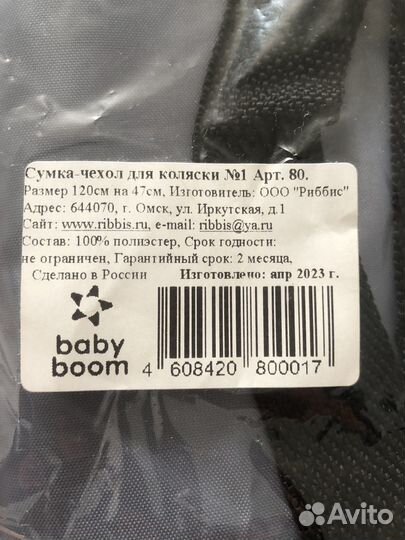 Сумка-чехол для коляски №1 Арт. 80.
Размер 120см на 47см, Изготовитель: ООО "Риббис"
Адрес: 644070, г. Омск, ул. Иркутская, д.1
Сайт: www.ribbis.ru, e-mail: ribbis@ya.ru
Состав: 100% полиэстер, Срок годности:
не ограничен, Гарантийный срок: 2 месяца,
Сделано в России Изготовлено: апр 2023 г.
baby
boom
4 608420 800017
Avito